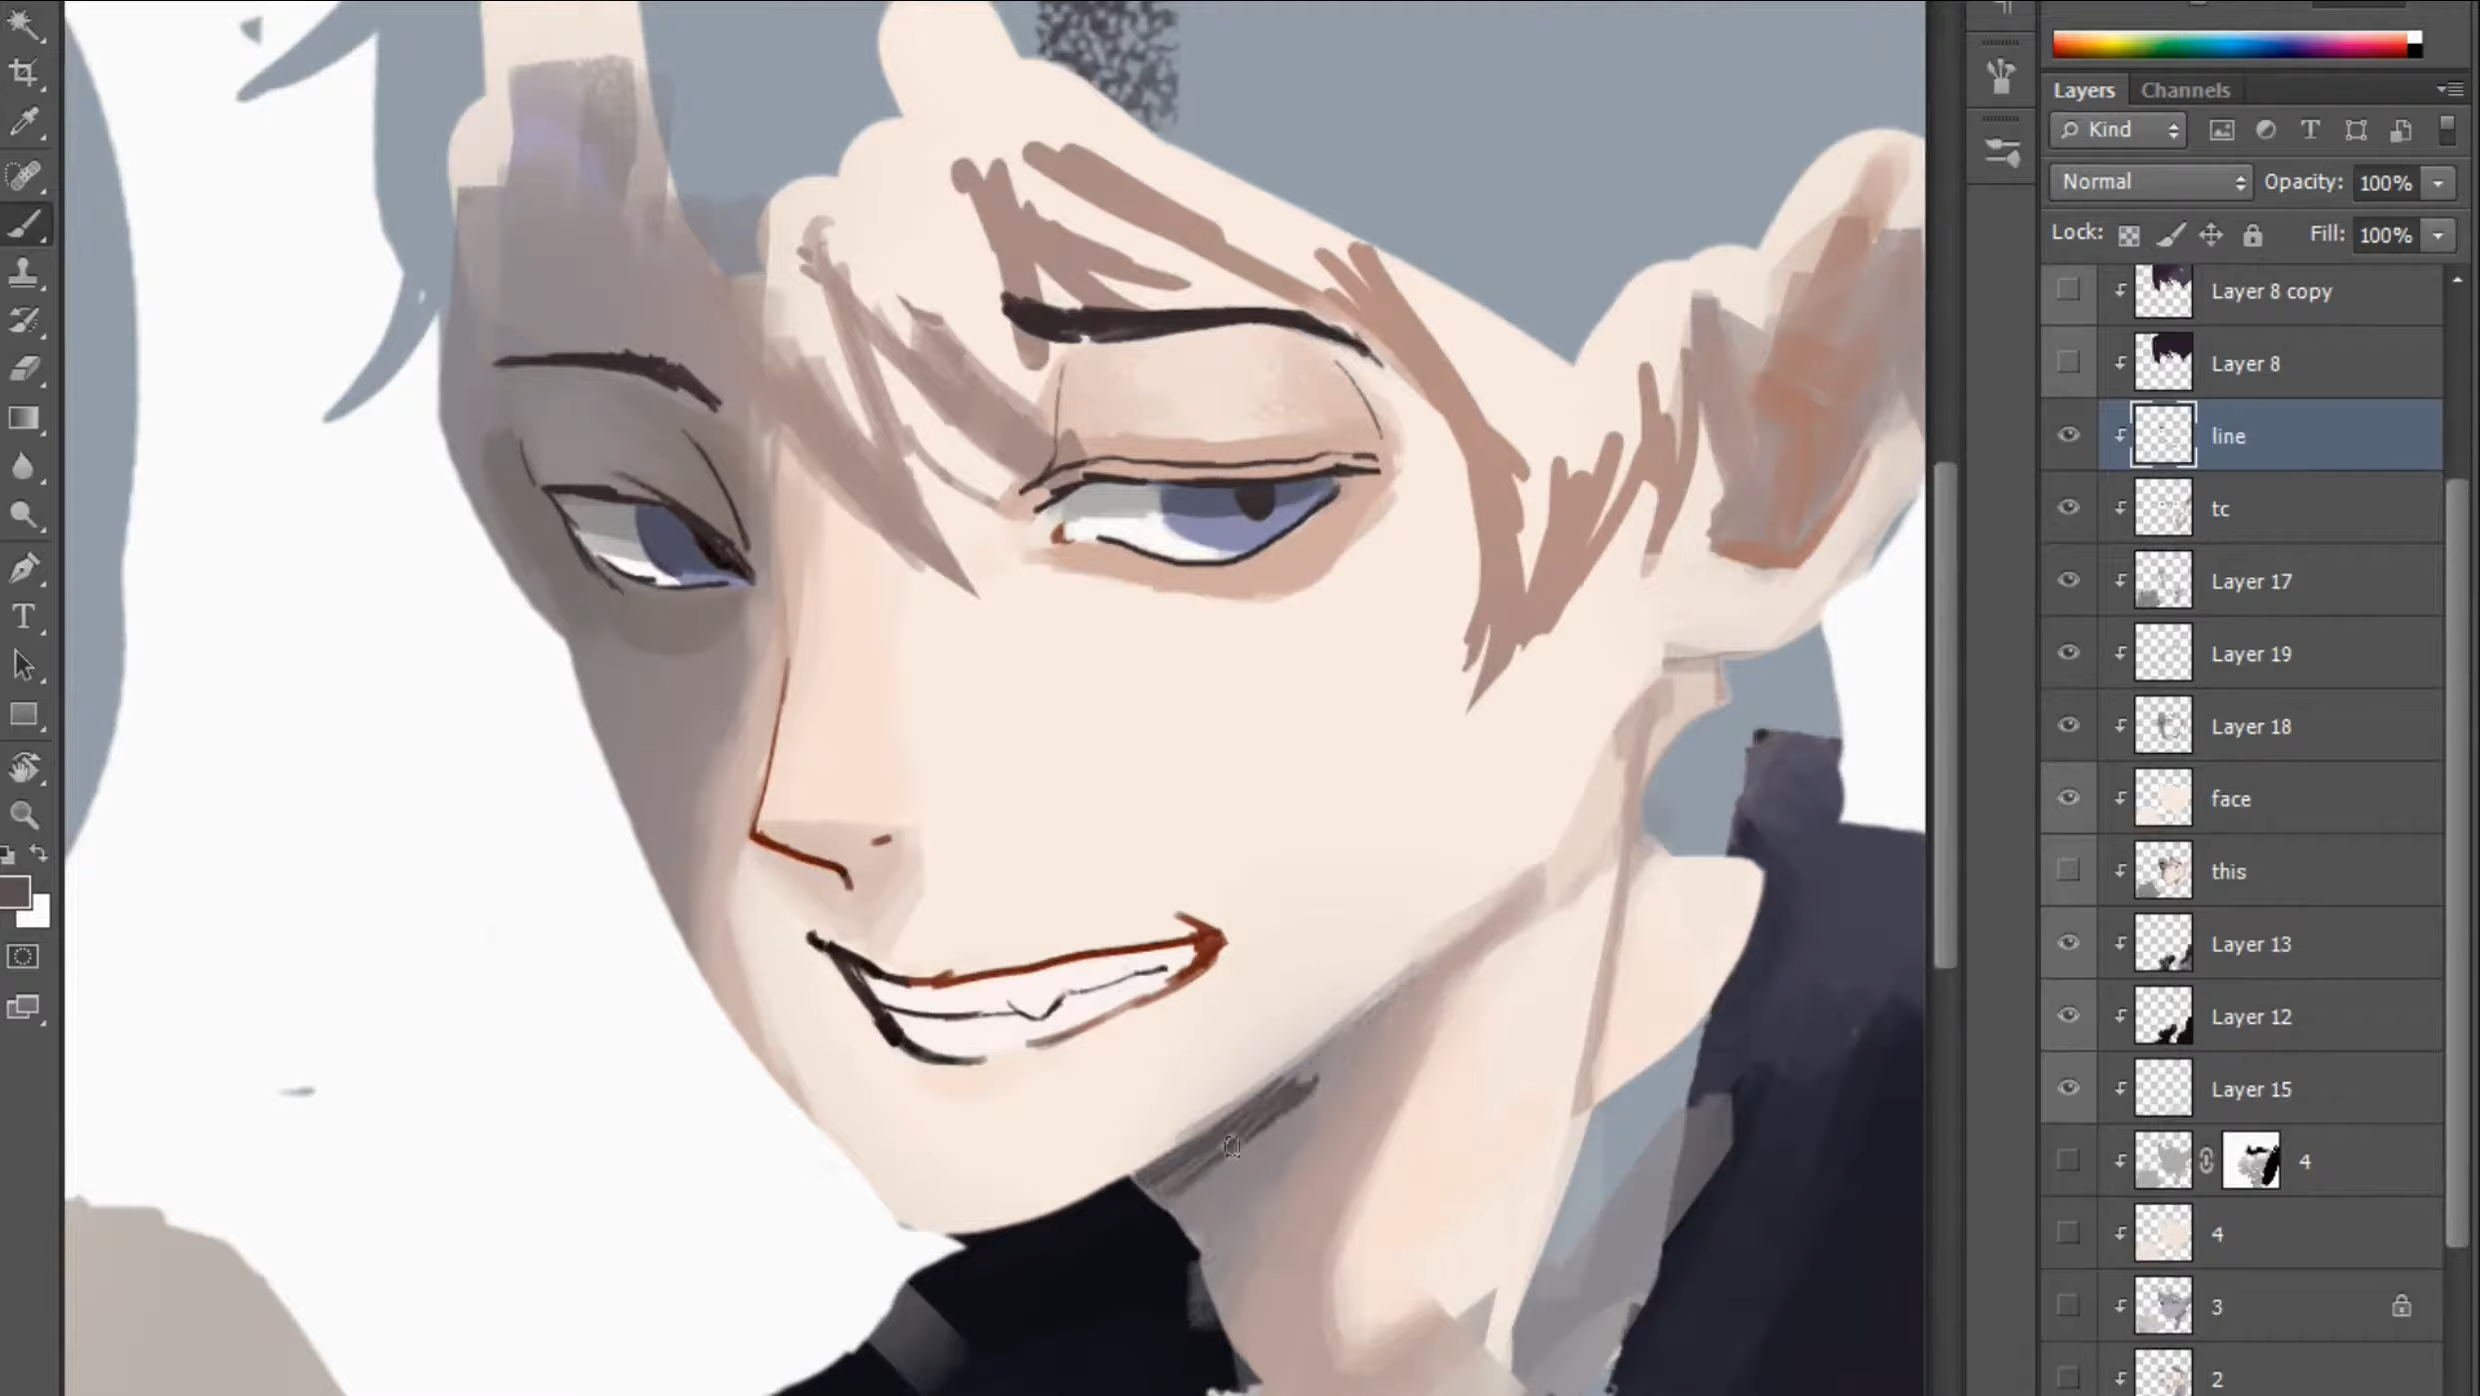 Layers Channels
Kind
Normal Opacity: 100%
Lock: Fill: 100%
Layer 8 copy
Layer 8
line
tc
Layer 17
Layer 19
Layer 18
face
this
Layer 13
Layer 12
Layer 15
4
4
3
2